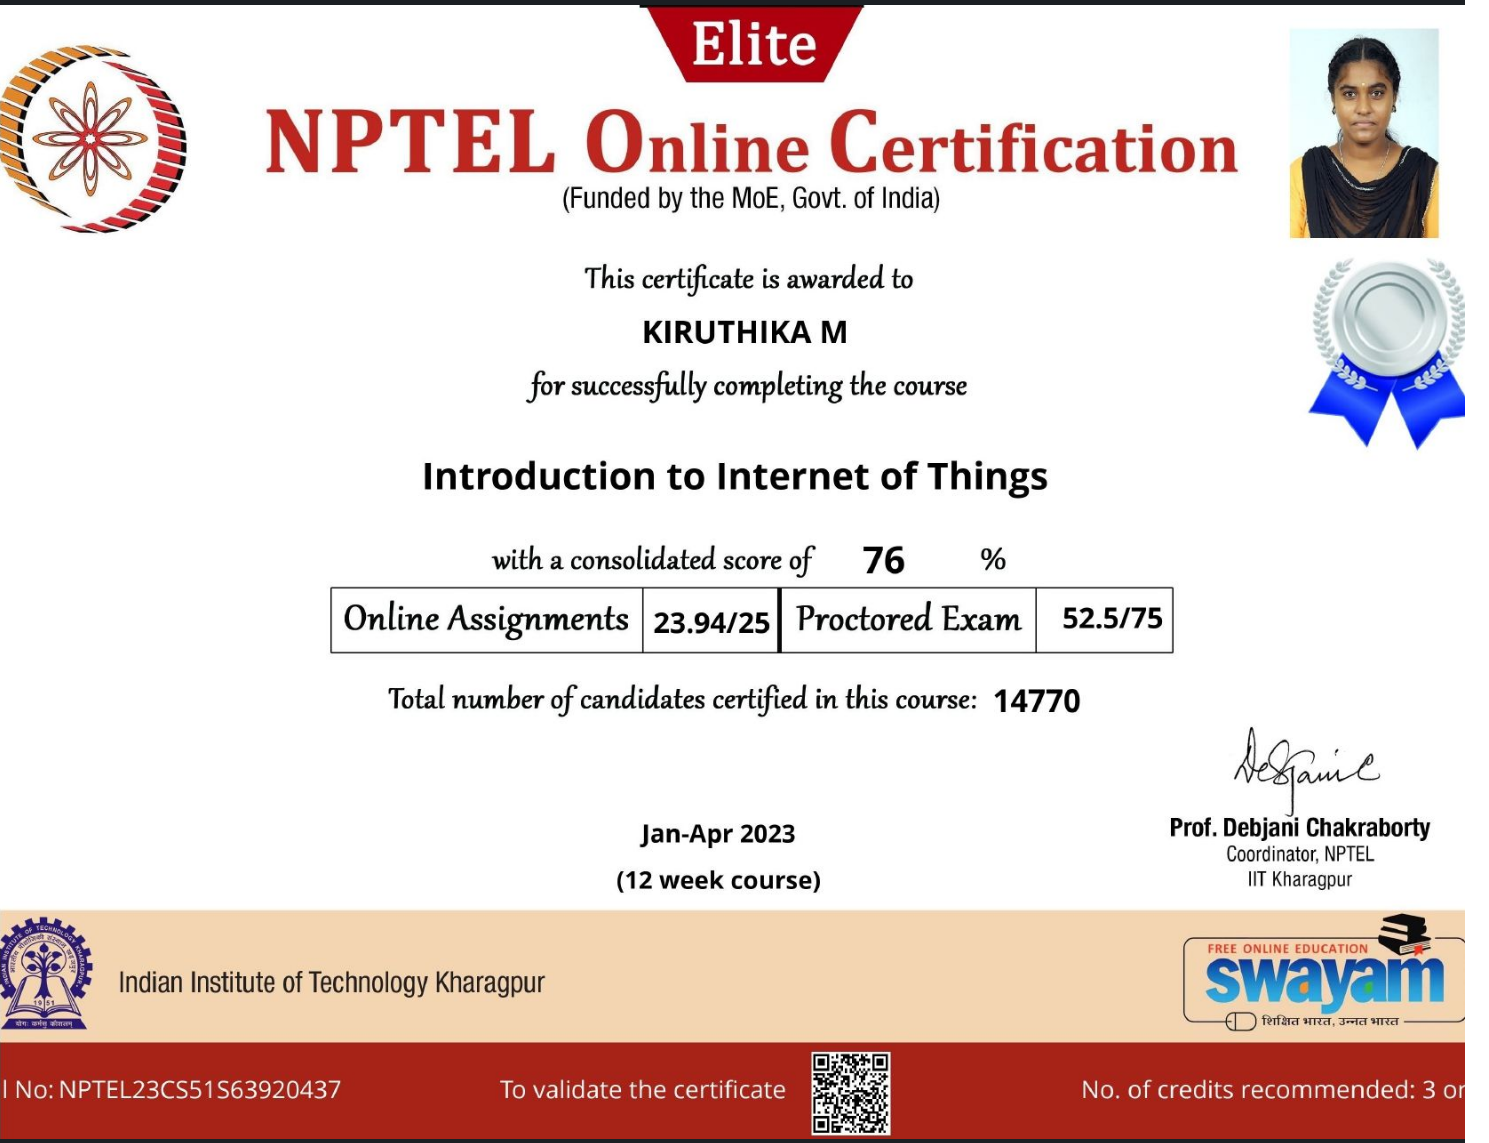 Elite
NPTEL Online Certification
(Funded by the MoE, Govt. of India)
This certificate is awarded to
KIRUTHIKA M
for successfully completing the course
Introduction to Internet of Things
with a consolidated score of 76 %
Online Assignments 23.94/25 Proctored Exam 52.5/75
Total number of candidates certified in this course: 14770
Prof. Debjani Chakraborty
Coordinator, NPTEL
IIT Kharagpur
Jan-Apr 2023
(12 week course)
Indian Institute of Technology Kharagpur
1951
योगः कर्मसु कौशलम्
FREE ONLINE EDUCATION
swayam
शिक्षित भारत, उन्नत भारत
l No: NPTEL23CS51S63920437
To validate the certificate
No. of credits recommended: 3 or